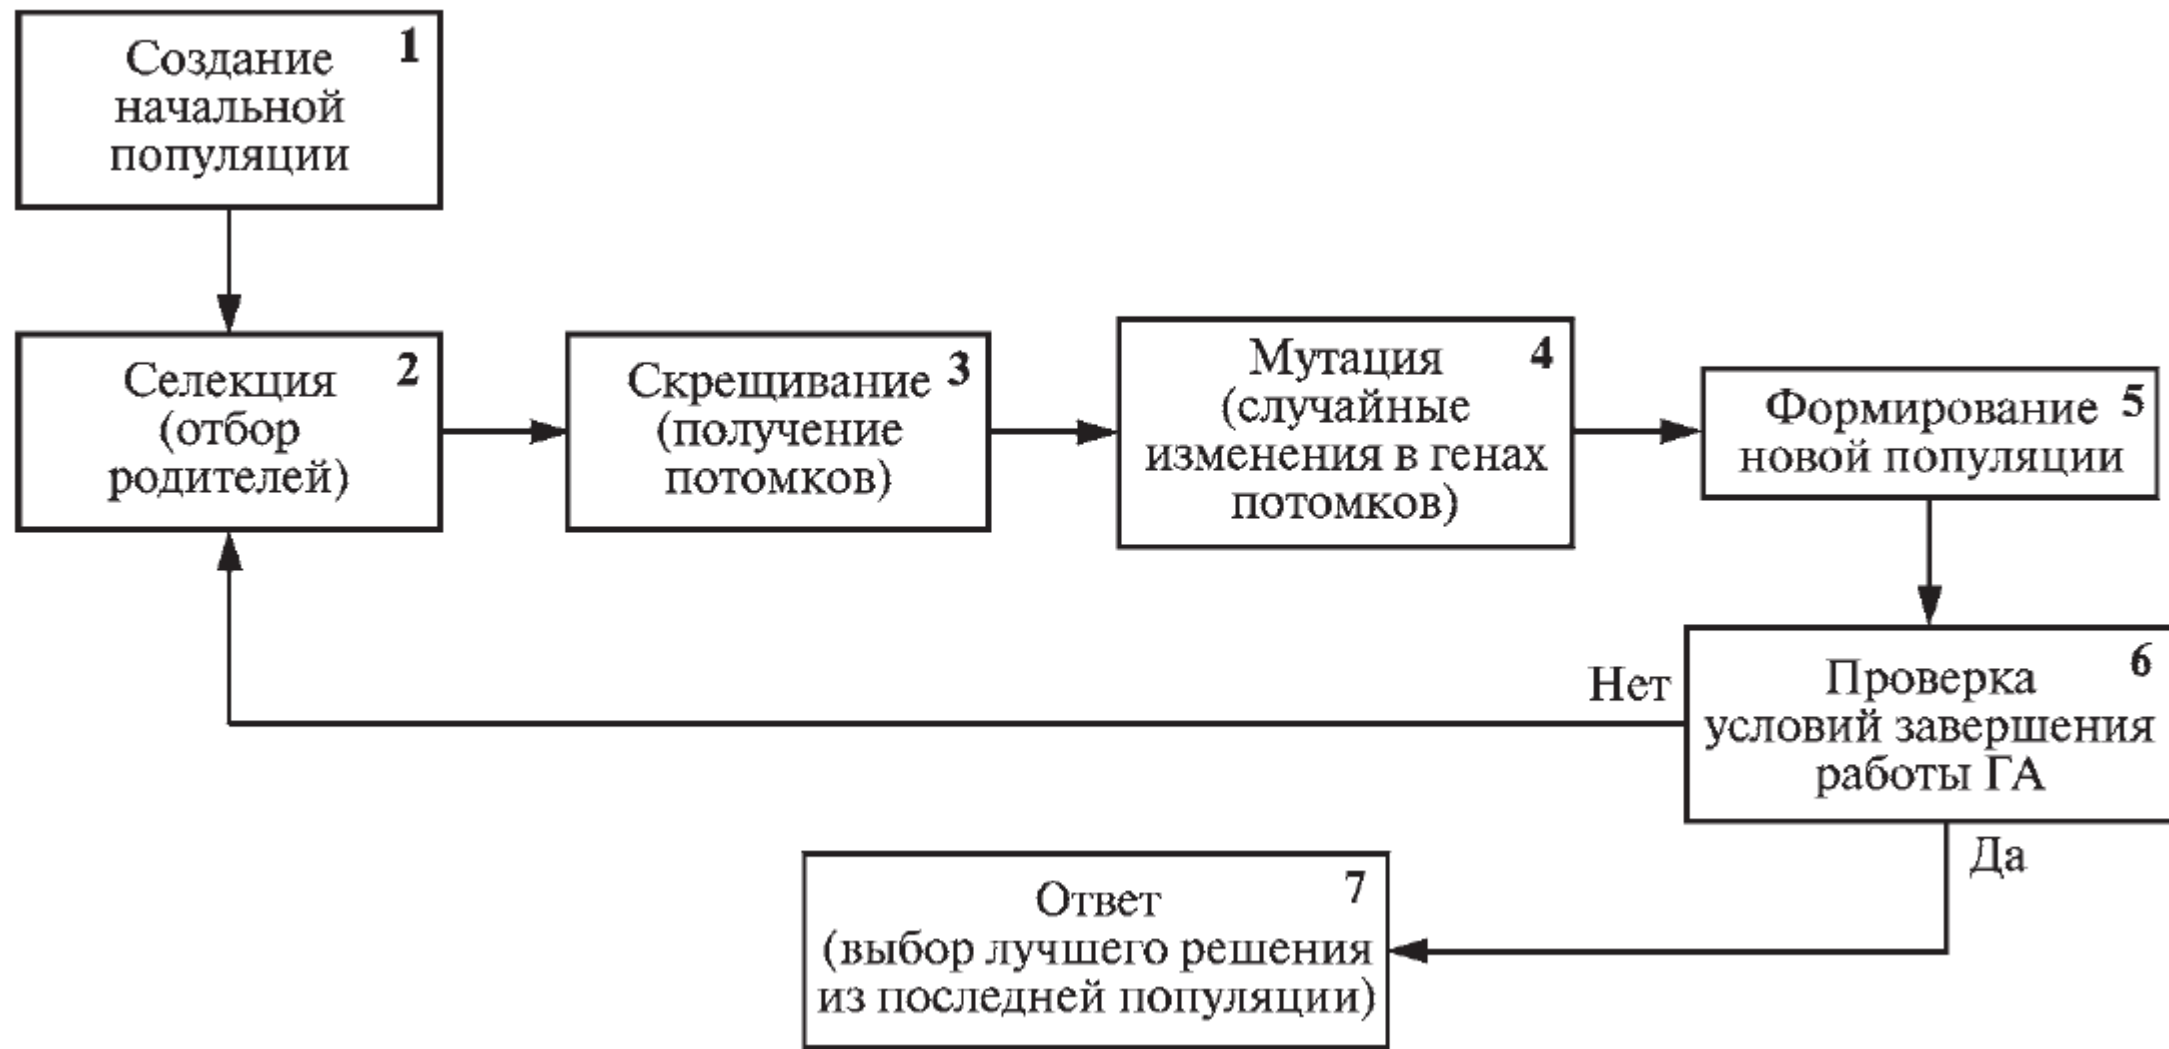 Создание 1
начальной
популяции
Селекция 2
(отбор
родителей)
Скрещивание 3
(получение
потомков)
Мутация 4
(случайные
изменения в генах
потомков)
Формирование 5
новой популяции
Проверка 6
условий завершения
работы ГА
Нет
Да
Ответ 7
(выбор лучшего решения
из последней популяции)